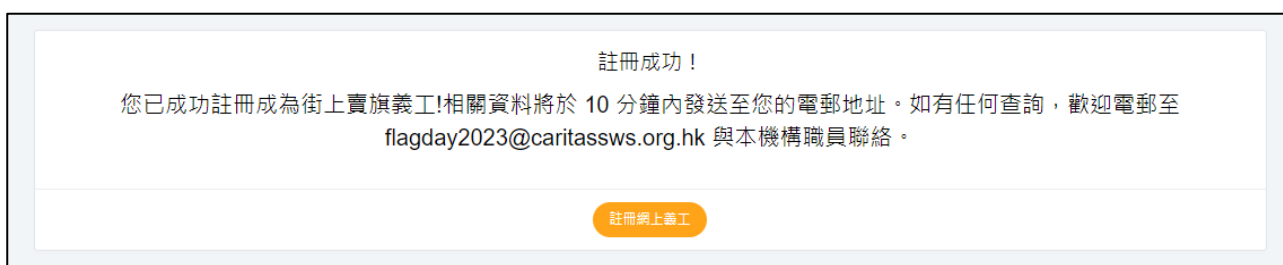 註冊成功！
您已成功註冊成為街上賣旗義工!相關資料將於 10 分鐘內發送至您的電郵地址。如有任何查詢，歡迎電郵至
flagday2023@caritassws.org.hk 與本機構職員聯絡。
註冊網上義工